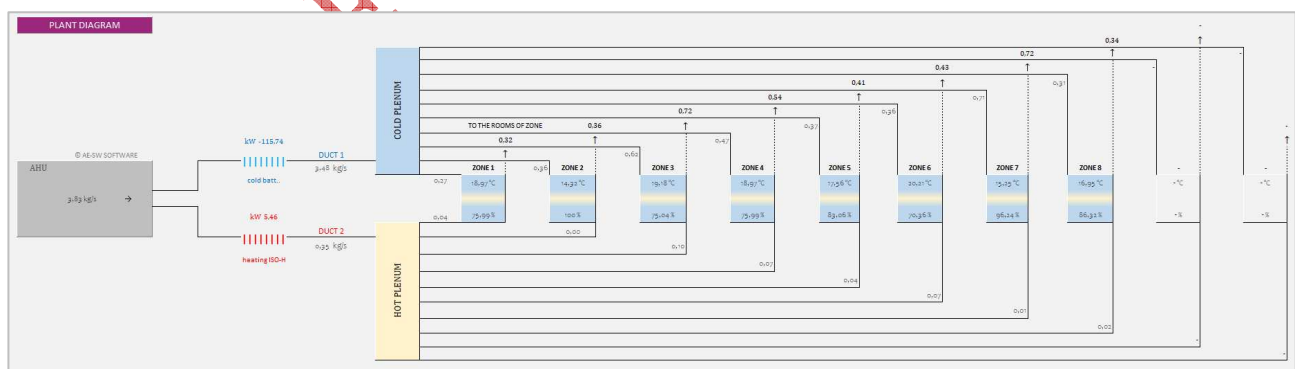 PLANT DIAGRAM
-
0.34
↑
-
0.72
-
0.43
↑
0,31
-
0.41
↑
0,71
0.54
↑
0,36
COLD PLENUM
0.72
↑
0,37
TO THE ROOMS OF ZONE 0.36
↑
0,47
kW -115.74
0.32
↑
0,62
© AE-SW SOFTWARE
DUCT 1
↑
0,36
AHU
3,48 kg/s
ZONE 1 ZONE 2 ZONE 3 ZONE 4 ZONE 5 ZONE 6 ZONE 7 ZONE 8 - -
cold batt..
0,27
18,97 °C 14,32 °C 19,18 °C 18,97 °C 17,56 °C 20,21 °C 15,25 °C 16,95 °C - °C - °C
3,83 kg/s →
kW 5.46
0,04
75,99 % 100 % 75,04 % 75,99 % 83,06 % 70,36 % 96,24 % 86,32 % - % - %
DUCT 2
0,00
0,35 kg/s
0,10
heating ISO-H
HOT PLENUM
0,07
0,04
0,07
0,01
0,02
-
-